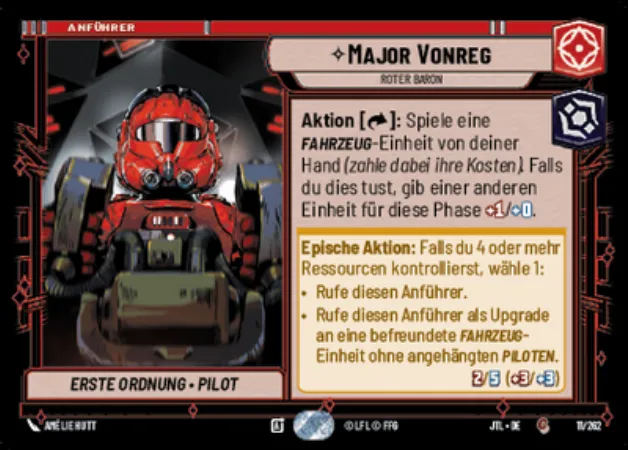 ANFÜHRER
MAJOR VONREG
ROTER BARON
Aktion [ ]: Spiele eine
FAHRZEUG-Einheit von deiner
Hand (zahle dabei ihre Kosten). Falls
du dies tust, gib einer anderen
Einheit für diese Phase +1/+0.
Epische Aktion: Falls du 4 oder mehr
Ressourcen kontrollierst, wähle 1:
• Rufe diesen Anführer.
• Rufe diesen Anführer als Upgrade
an eine befreundete FAHRZEUG-
Einheit ohne angehängten PILOTEN.
2/5 (+3/+3)
ERSTE ORDNUNG • PILOT
AMÉLIE HUTT
©LFL © FFG
JTL • DE
11/262